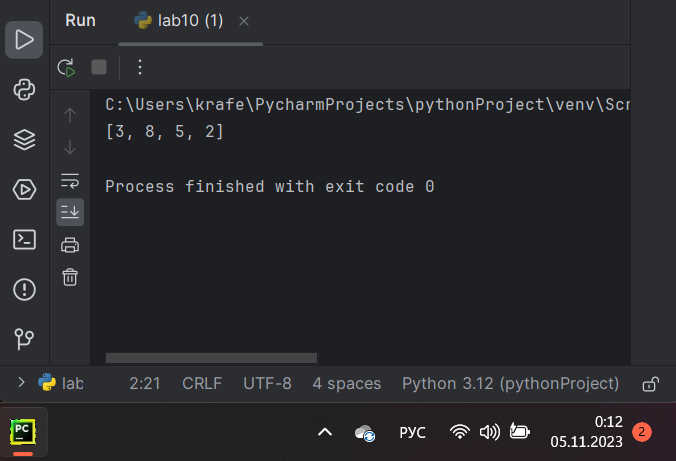 Run lab10 (1)
C:\Users\krafe\PycharmProjects\pythonProject\venv\Scr
[3, 8, 5, 2]
Process finished with exit code 0
lab 2:21 CRLF UTF-8 4 spaces Python 3.12 (pythonProject)
PC РУС 0:12
05.11.2023 2